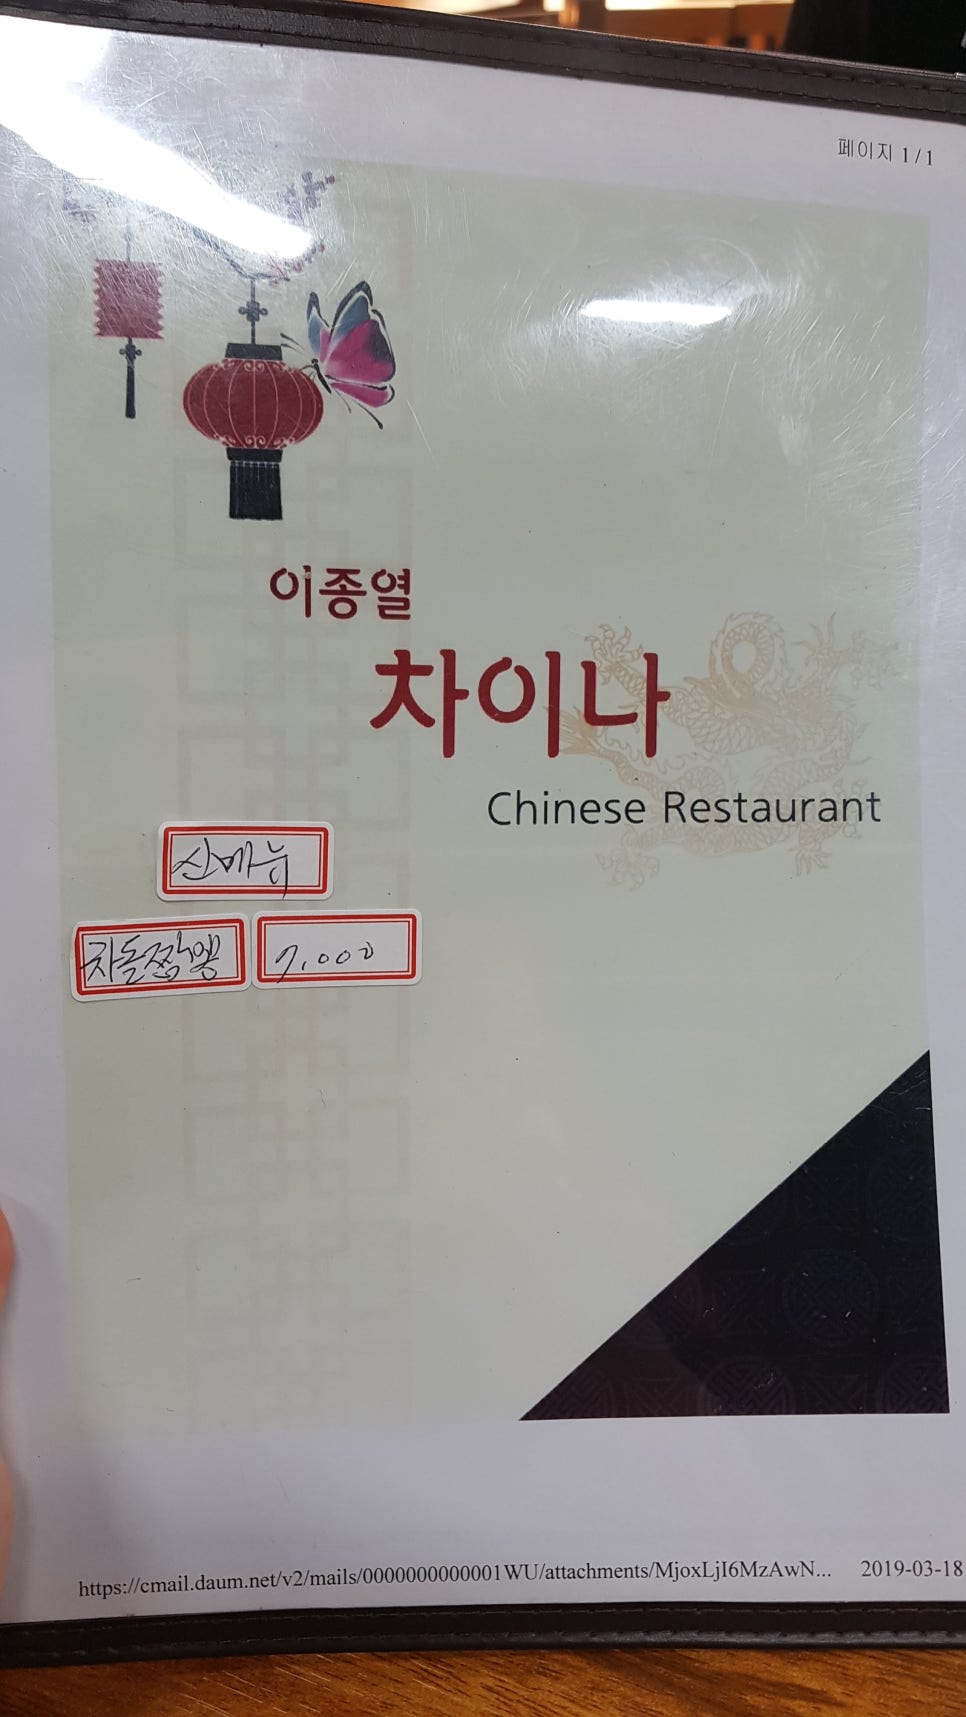 페이지 1 / 1
이종열
차이나
Chinese Restaurant
신메뉴
차돌짬뽕 7,000
https://cmail.daum.net/v2/mails/0000000000001WU/attachments/MjoxLjI6MzAwN... 2019-03-18